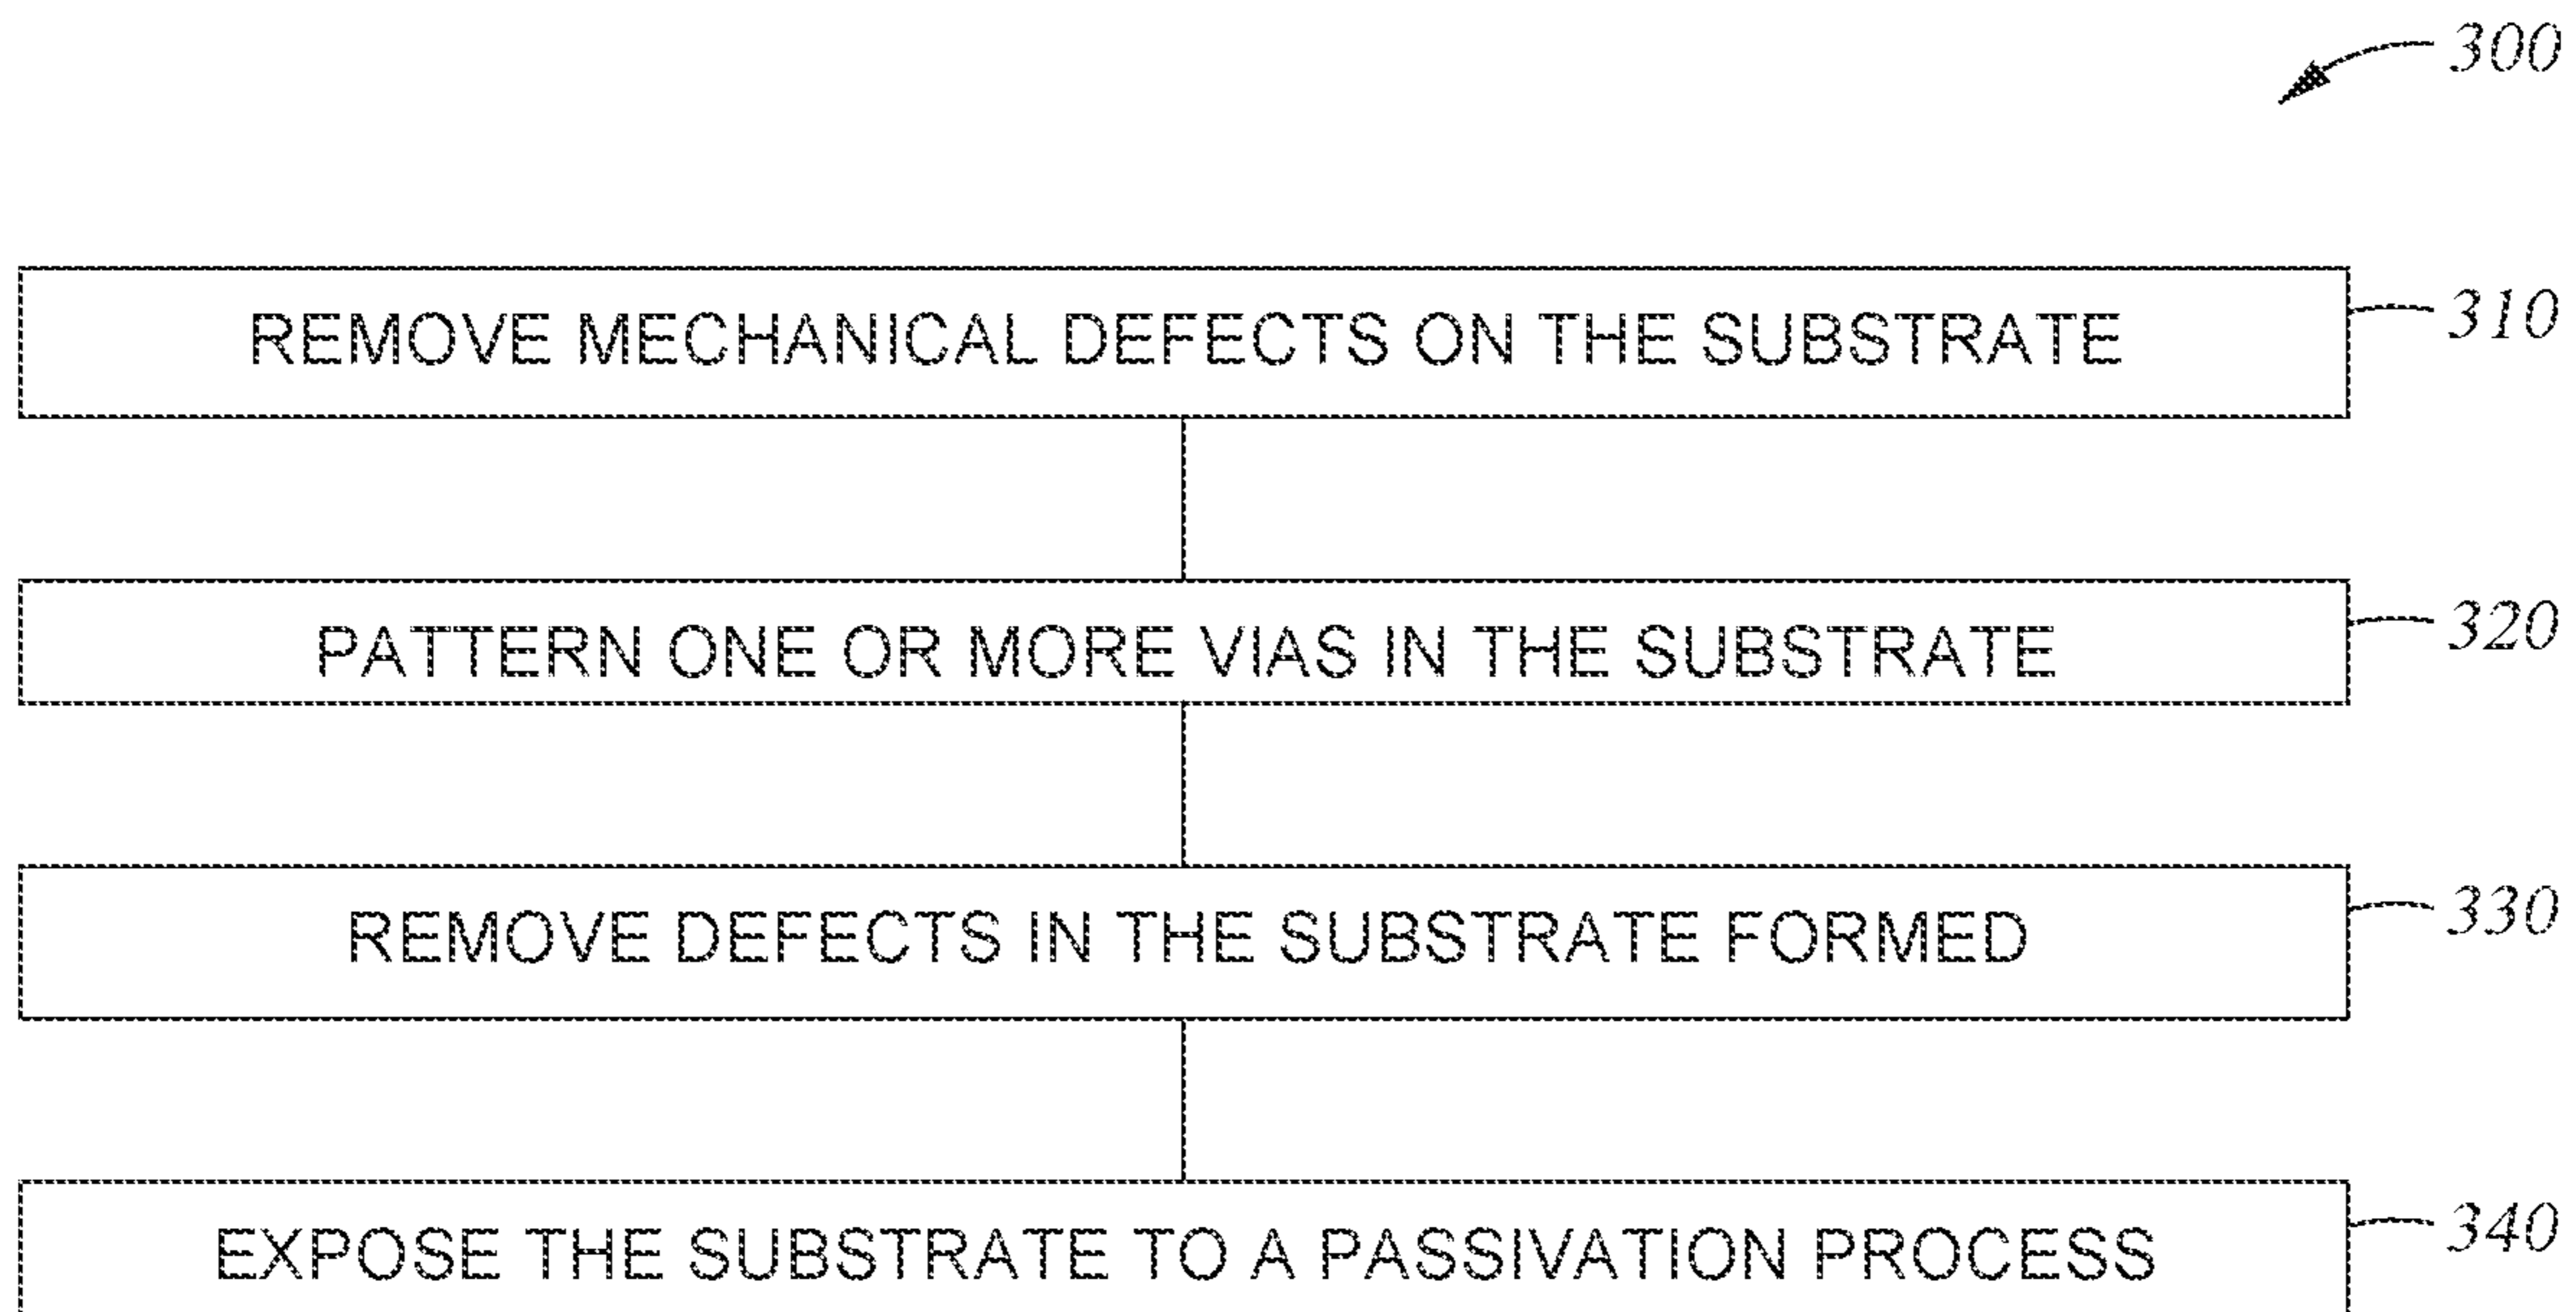 300
REMOVE MECHANICAL DEFECTS ON THE SUBSTRATE
310
PATTERN ONE OR MORE VIAS IN THE SUBSTRATE
320
REMOVE DEFECTS IN THE SUBSTRATE FORMED
330
EXPOSE THE SUBSTRATE TO A PASSIVATION PROCESS
340